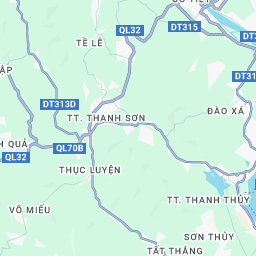 QL32
DT315
TỀ LÊ
DT313D
ĐÀO XÁ
TT. THANH SƠN
QL70B
QL32
THỤC LUYỆN
TT. THANH THỦY
VÕ MIẾU
SƠN THỦY
TẤT THẮNG